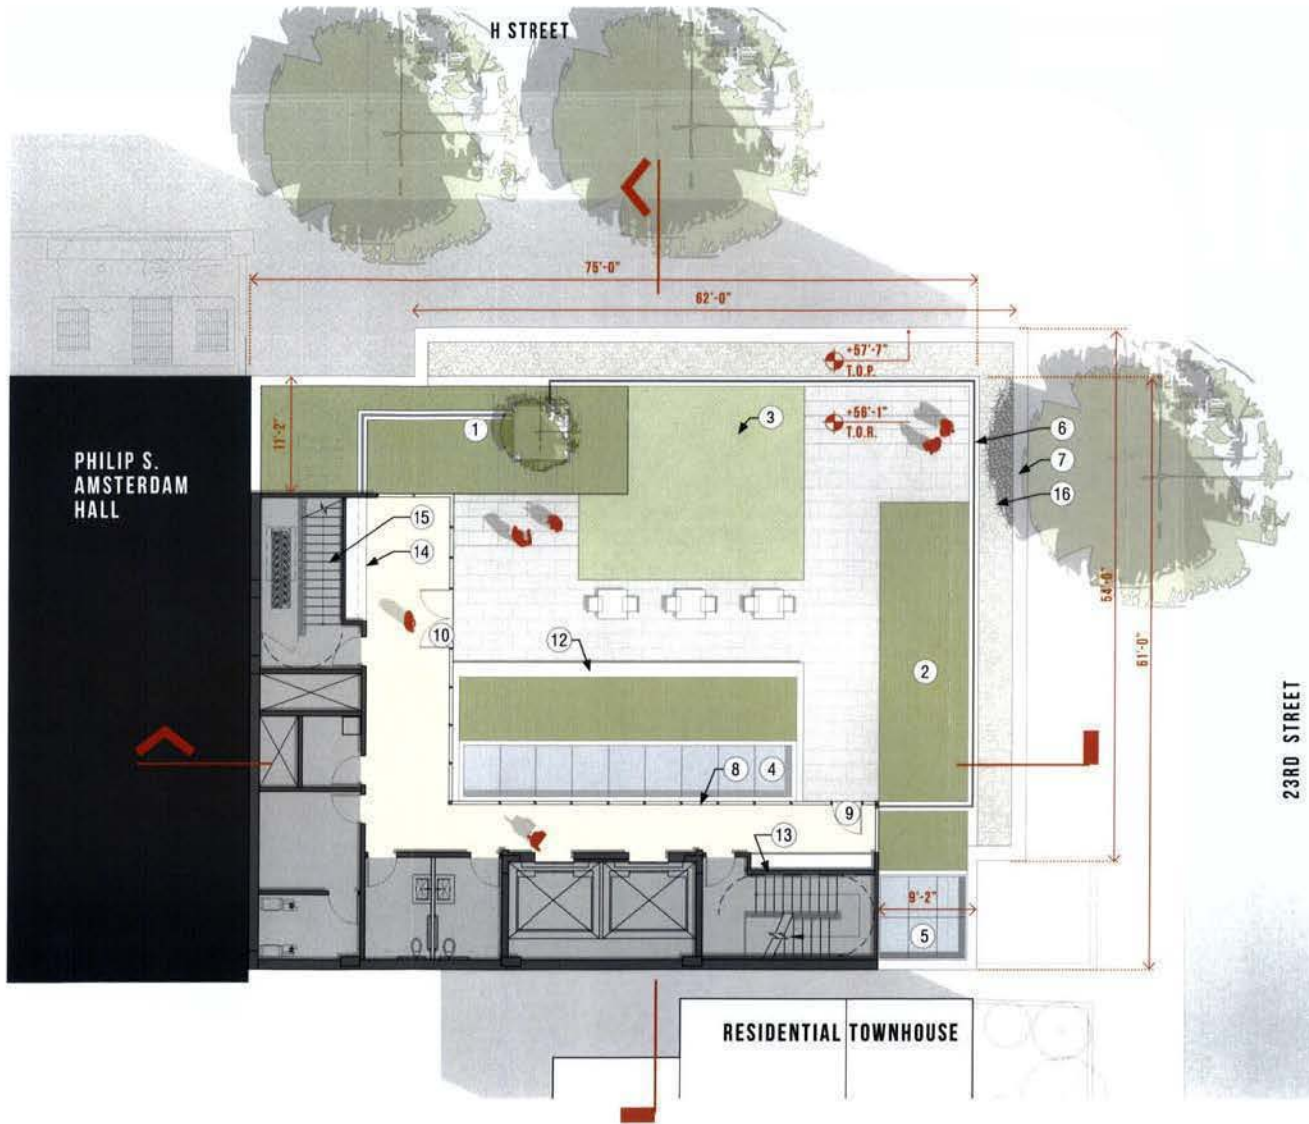 H STREET
75'-0"
62'-0"
+57'-7"
T.O.P.
+56'-1"
T.O.R.
11'-2"
1
3
6
7
16
PHILIP S.
AMSTERDAM
HALL
15
14
10
12
2
54'-0"
61'-0"
23RD STREET
8
4
9
13
9'-2"
5
RESIDENTIAL TOWNHOUSE